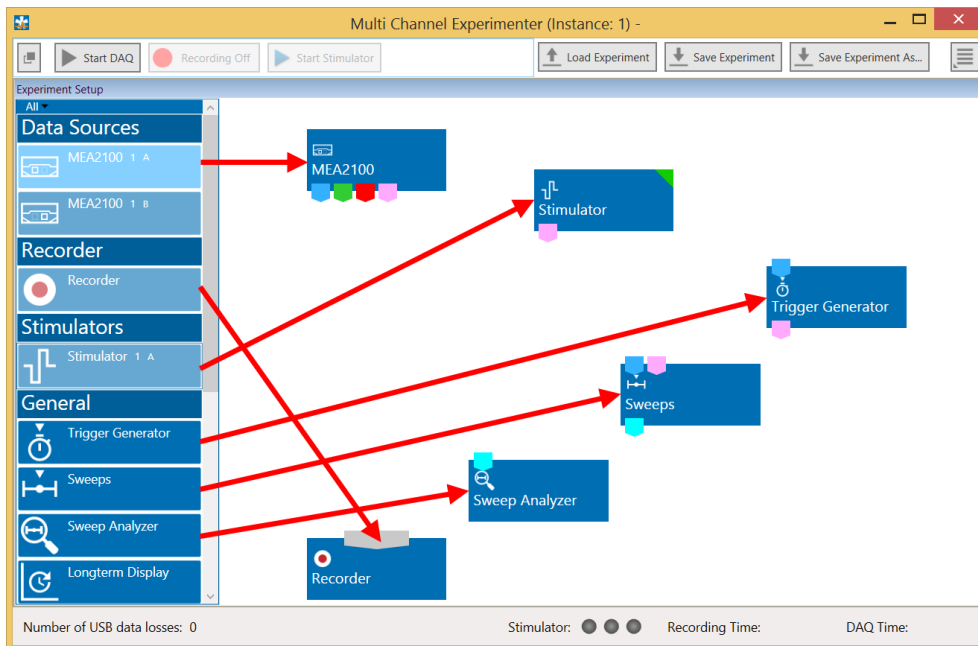 Multi Channel Experimenter (Instance: 1) -
Start DAQ
Recording Off
Start Stimulator
Load Experiment
Save Experiment
Save Experiment As...
Experiment Setup
All
Data Sources
MEA2100 1 A
MEA2100 1 B
Recorder
Recorder
Stimulators
Stimulator 1 A
General
Trigger Generator
Sweeps
Sweep Analyzer
Longterm Display
MEA2100
Stimulator
Trigger Generator
Sweeps
Sweep Analyzer
Recorder
Number of USB data losses: 0
Stimulator:
Recording Time:
DAQ Time: